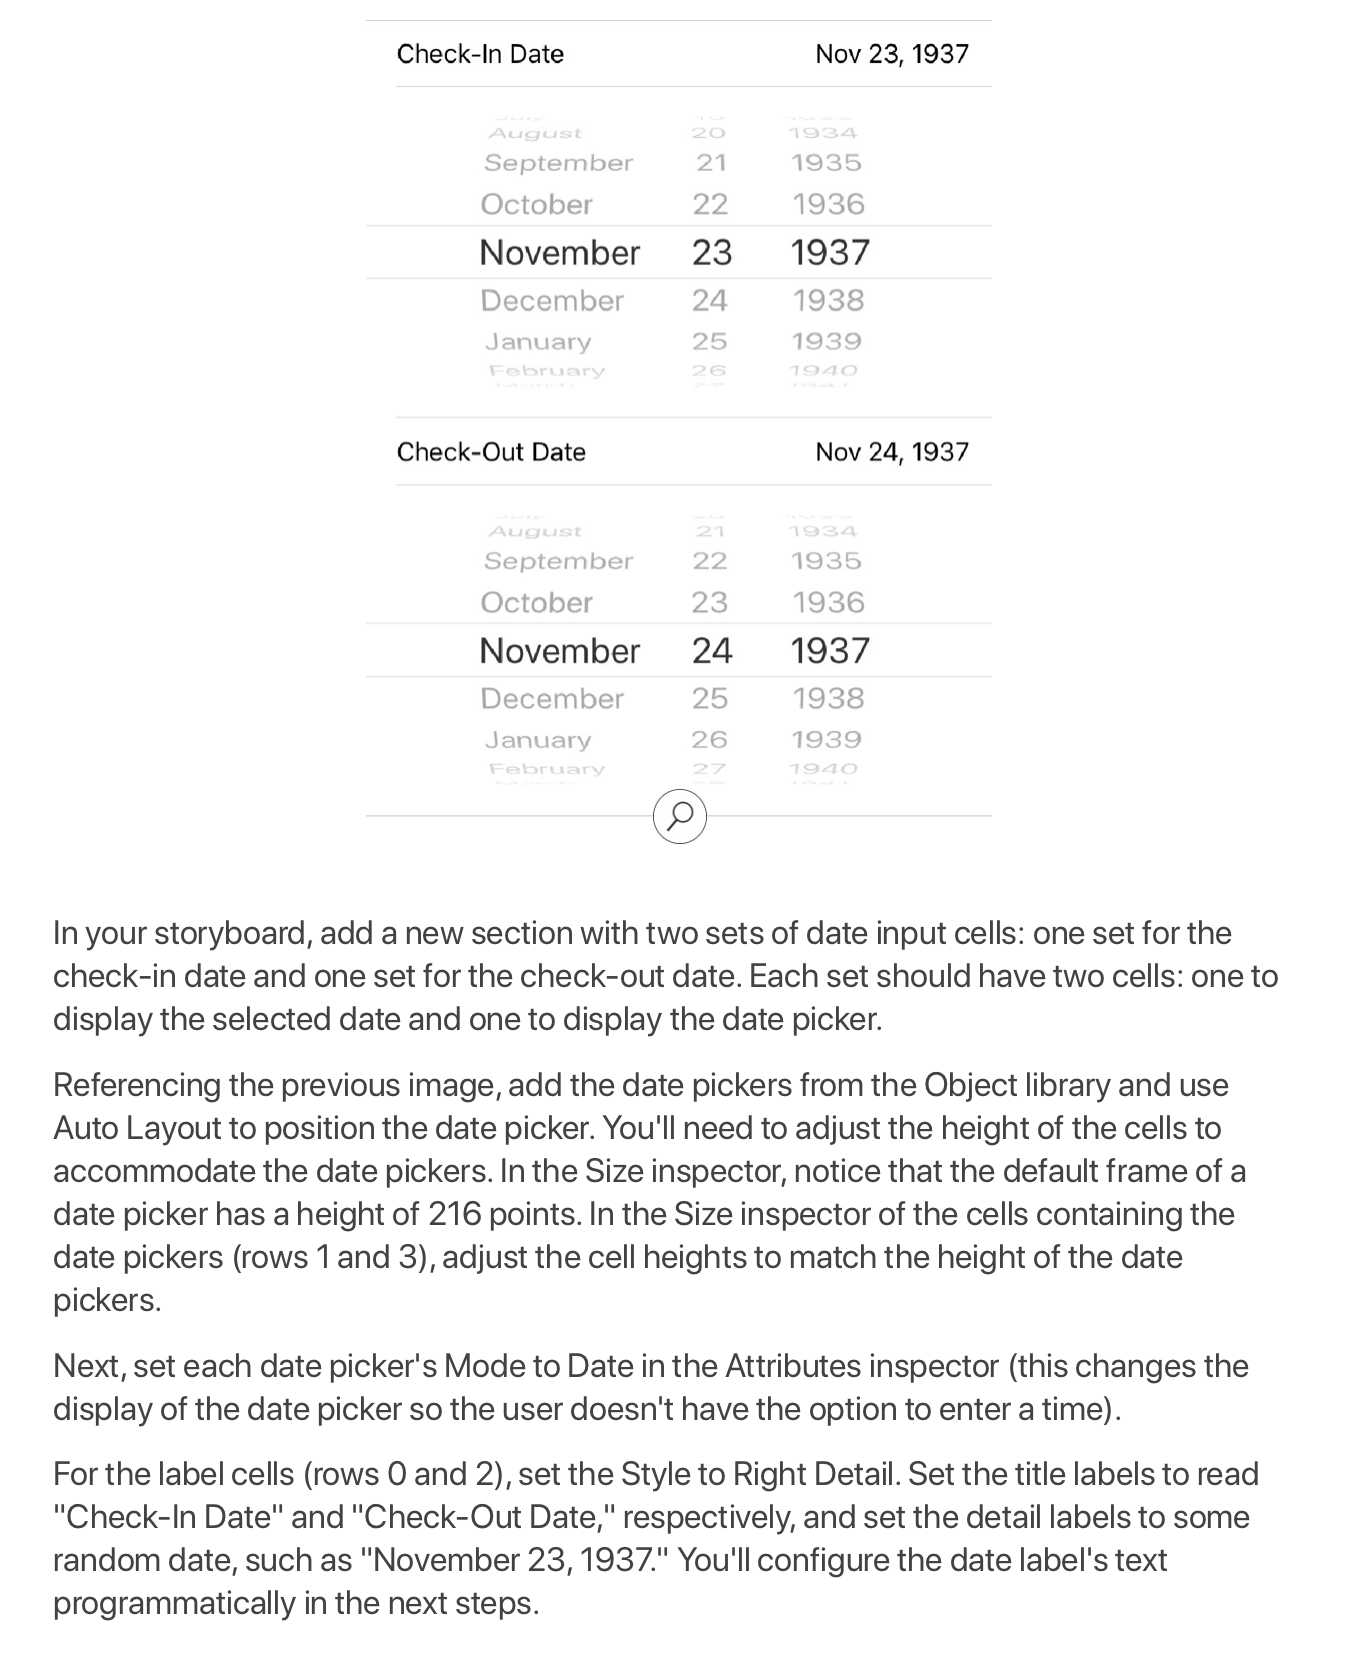 Check-In Date Nov 23, 1937
August 20 1934
September 21 1935
October 22 1936
November 23 1937
December 24 1938
January 25 1939
February 26 1940
Check-Out Date Nov 24, 1937
August 21 1934
September 22 1935
October 23 1936
November 24 1937
December 25 1938
January 26 1939
February 27 1940
In your storyboard, add a new section with two sets of date input cells: one set for the
check-in date and one set for the check-out date. Each set should have two cells: one to
display the selected date and one to display the date picker.
Referencing the previous image, add the date pickers from the Object library and use
Auto Layout to position the date picker. You'll need to adjust the height of the cells to
accommodate the date pickers. In the Size inspector, notice that the default frame of a
date picker has a height of 216 points. In the Size inspector of the cells containing the
date pickers (rows 1 and 3), adjust the cell heights to match the height of the date
pickers.
Next, set each date picker's Mode to Date in the Attributes inspector (this changes the
display of the date picker so the user doesn't have the option to enter a time).
For the label cells (rows 0 and 2), set the Style to Right Detail. Set the title labels to read
"Check-In Date" and "Check-Out Date," respectively, and set the detail labels to some
random date, such as "November 23, 1937." You'll configure the date label's text
programmatically in the next steps.